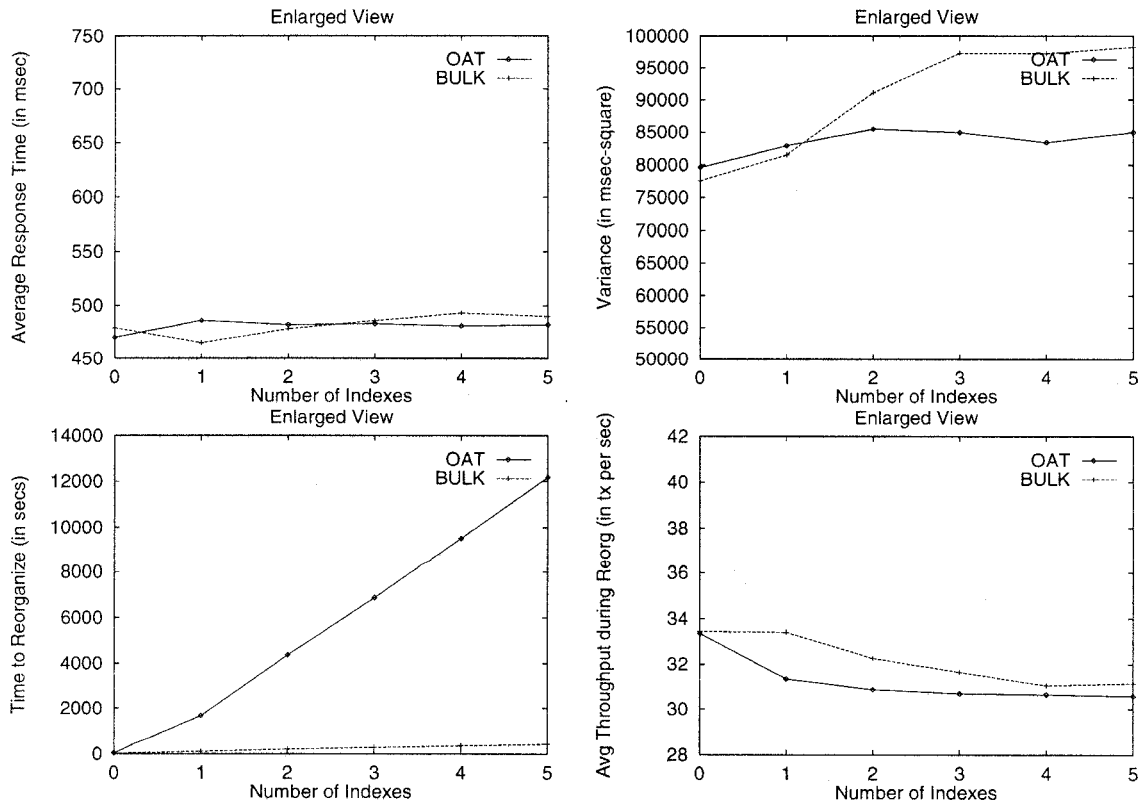 Enlarged View
Average Response Time (in msec)
750
700
650
600
550
500
450
OAT
BULK
0 1 2 3 4 5
Number of Indexes
Enlarged View
Variance (in msec-square)
100000
95000
90000
85000
80000
75000
70000
65000
60000
55000
50000
OAT
BULK
0 1 2 3 4 5
Number of Indexes
Enlarged View
Time to Reorganize (in secs)
14000
12000
10000
8000
6000
4000
2000
0
OAT
BULK
0 1 2 3 4 5
Number of Indexes
Enlarged View
Avg Throughput during Reorg (in tx per sec)
42
40
38
36
34
32
30
28
OAT
BULK
0 1 2 3 4 5
Number of Indexes